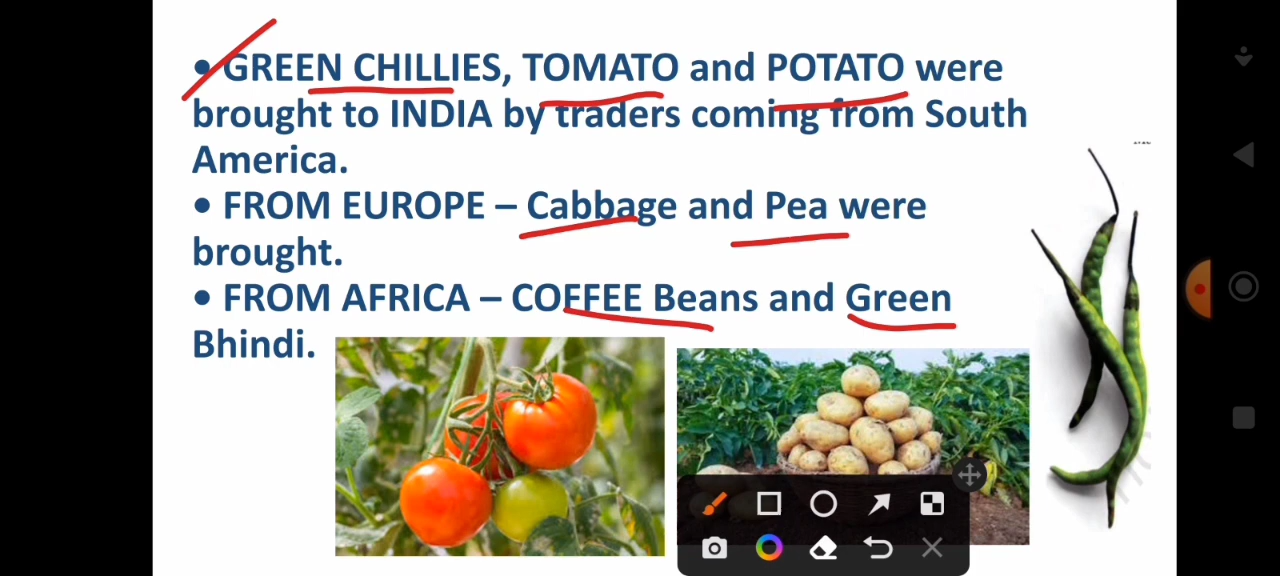 • GREEN CHILLIES, TOMATO and POTATO were
brought to INDIA by traders coming from South
America.
• FROM EUROPE – Cabbage and Pea were
brought.
• FROM AFRICA – COFFEE Beans and Green
Bhindi.